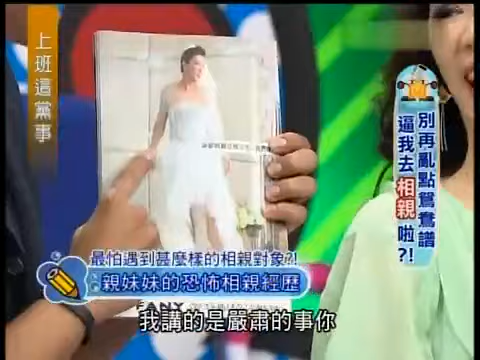 上班這黨事
別再亂點鴛鴦譜
逼我去相親啦?!
最怕遇到甚麼樣的相親對象?!
親妹妹的恐怖相親經歷
我講的是嚴肅的事你